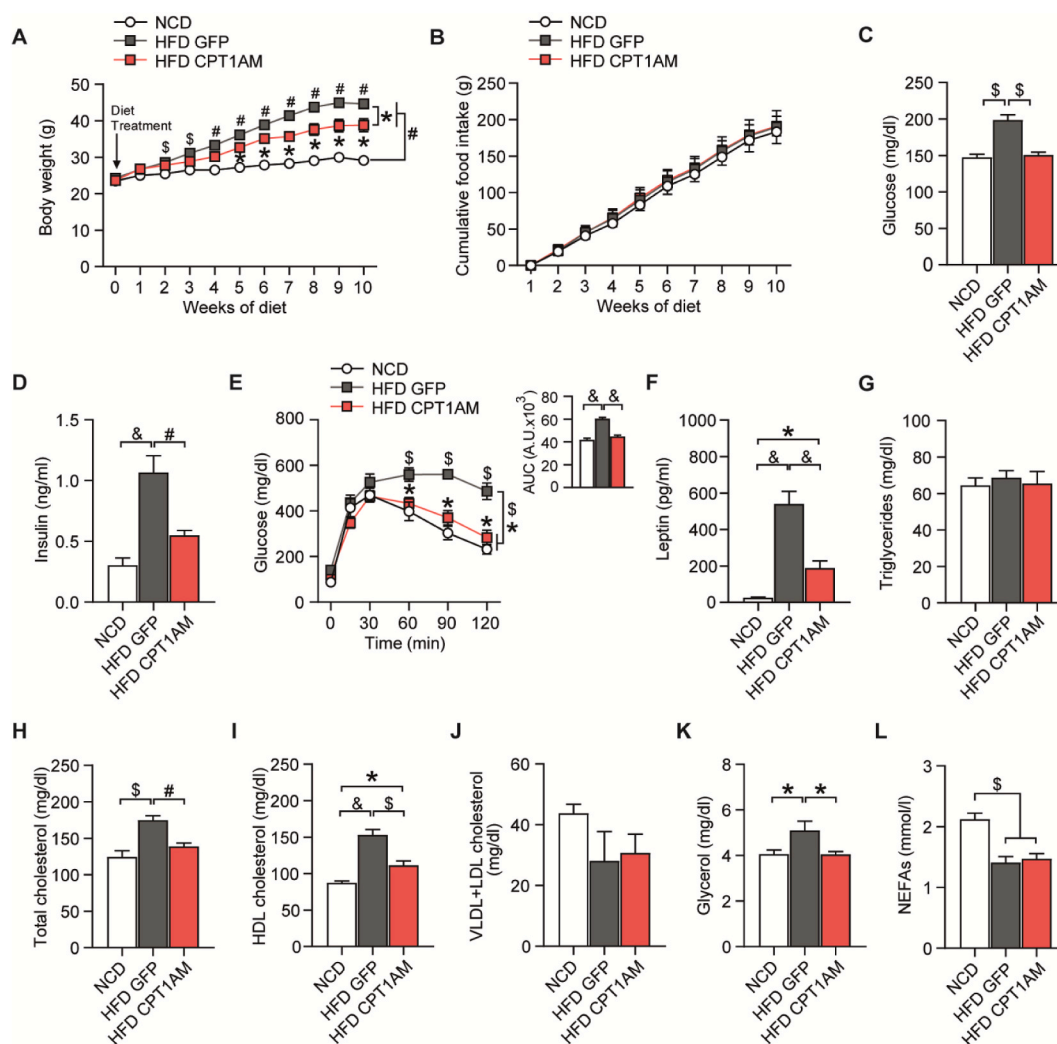 A
NCD
HFD GFP
HFD CPT1AM
Body weight (g)
50
40
30
20
10
0
Diet
Treatment
$ $ # # # # # # # #
* * * * * *
*
#
0 1 2 3 4 5 6 7 8 9 10
Weeks of diet
B
NCD
HFD GFP
HFD CPT1AM
Cumulative food intake (g)
250
200
150
100
50
0
1 2 3 4 5 6 7 8 9 10
Weeks of diet
C
Glucose (mg/dl)
250
200
150
100
50
0
$ $
NCD
HFD GFP
HFD CPT1AM
D
Insulin (ng/ml)
1.5
1.0
0.5
0.0
& #
NCD
HFD GFP
HFD CPT1AM
E
NCD
HFD GFP
HFD CPT1AM
Glucose (mg/dl)
800
600
400
200
0
$ $ $
* * *
$
*
0 30 60 90 120
Time (min)
AUC (A.U.x10³)
80
60
40
20
0
& &
F
Leptin (pg/ml)
1000
800
600
400
200
0
*
& &
NCD
HFD GFP
HFD CPT1AM
G
Triglycerides (mg/dl)
100
80
60
40
20
0
NCD
HFD GFP
HFD CPT1AM
H
Total cholesterol (mg/dl)
250
200
150
100
50
0
$ #
NCD
HFD GFP
HFD CPT1AM
I
HDL cholesterol (mg/dl)
250
200
150
100
50
0
*
& $
NCD
HFD GFP
HFD CPT1AM
J
VLDL+LDL cholesterol
(mg/dl)
60
40
20
0
NCD
HFD GFP
HFD CPT1AM
K
Glycerol (mg/dl)
8
6
4
2
0
* *
NCD
HFD GFP
HFD CPT1AM
L
NEFAs (mmol/l)
3
2
1
0
$
NCD
HFD GFP
HFD CPT1AM